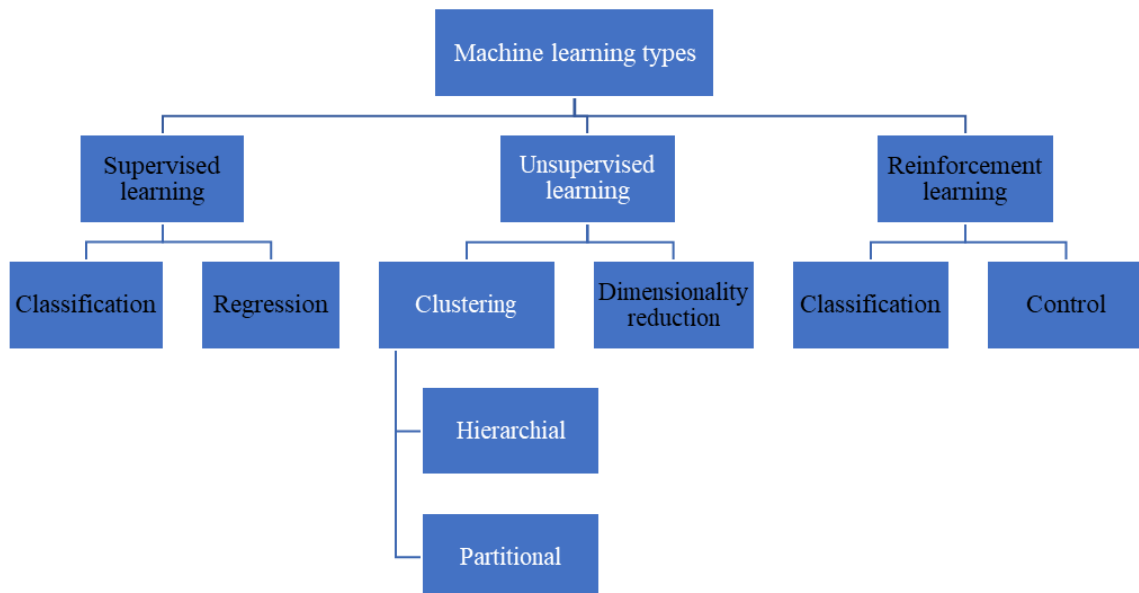 Machine learning types
Supervised
learning
Unsupervised
learning
Reinforcement
learning
Classification
Regression
Clustering
Dimensionality
reduction
Classification
Control
Hierarchial
Partitional